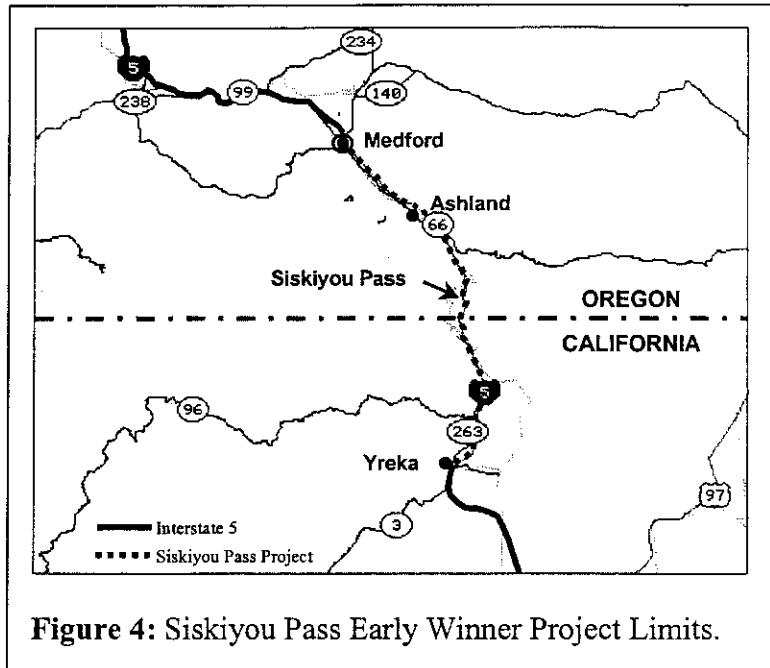 234
5
238
99
140
Medford
Ashland
66
Siskiyou Pass
OREGON
CALIFORNIA
5
96
263
Yreka
97
3
Interstate 5
Siskiyou Pass Project
Figure 4: Siskiyou Pass Early Winner Project Limits.